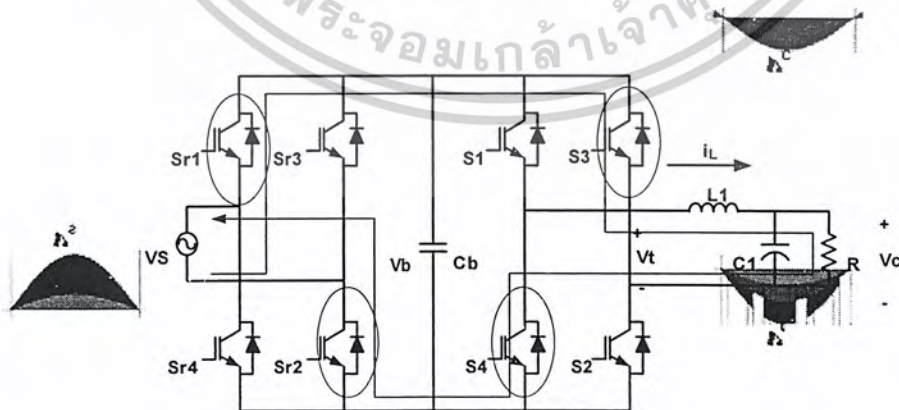 พระจอมเกล้าเจ้าคุ
Sr1
Sr3
S1
S3
iL
L1
VS
Vb
Cb
+
Vt
-
C1
R
+
-
Sr4
Sr2
S4
S2